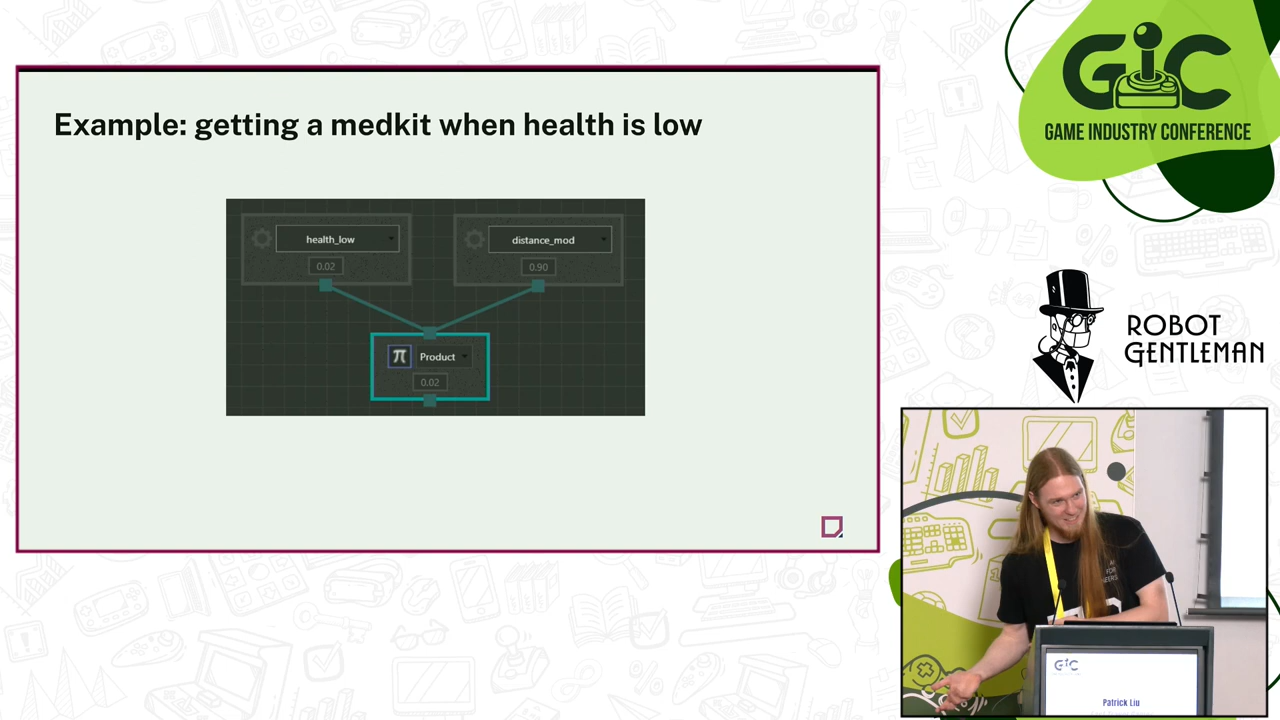 Example: getting a medkit when health is low
health_low
0.02
distance_mod
0.90
π Product
0.02
GIC
GAME INDUSTRY CONFERENCE
ROBOT
GENTLEMAN
FOR
GIC
Patrick Liu